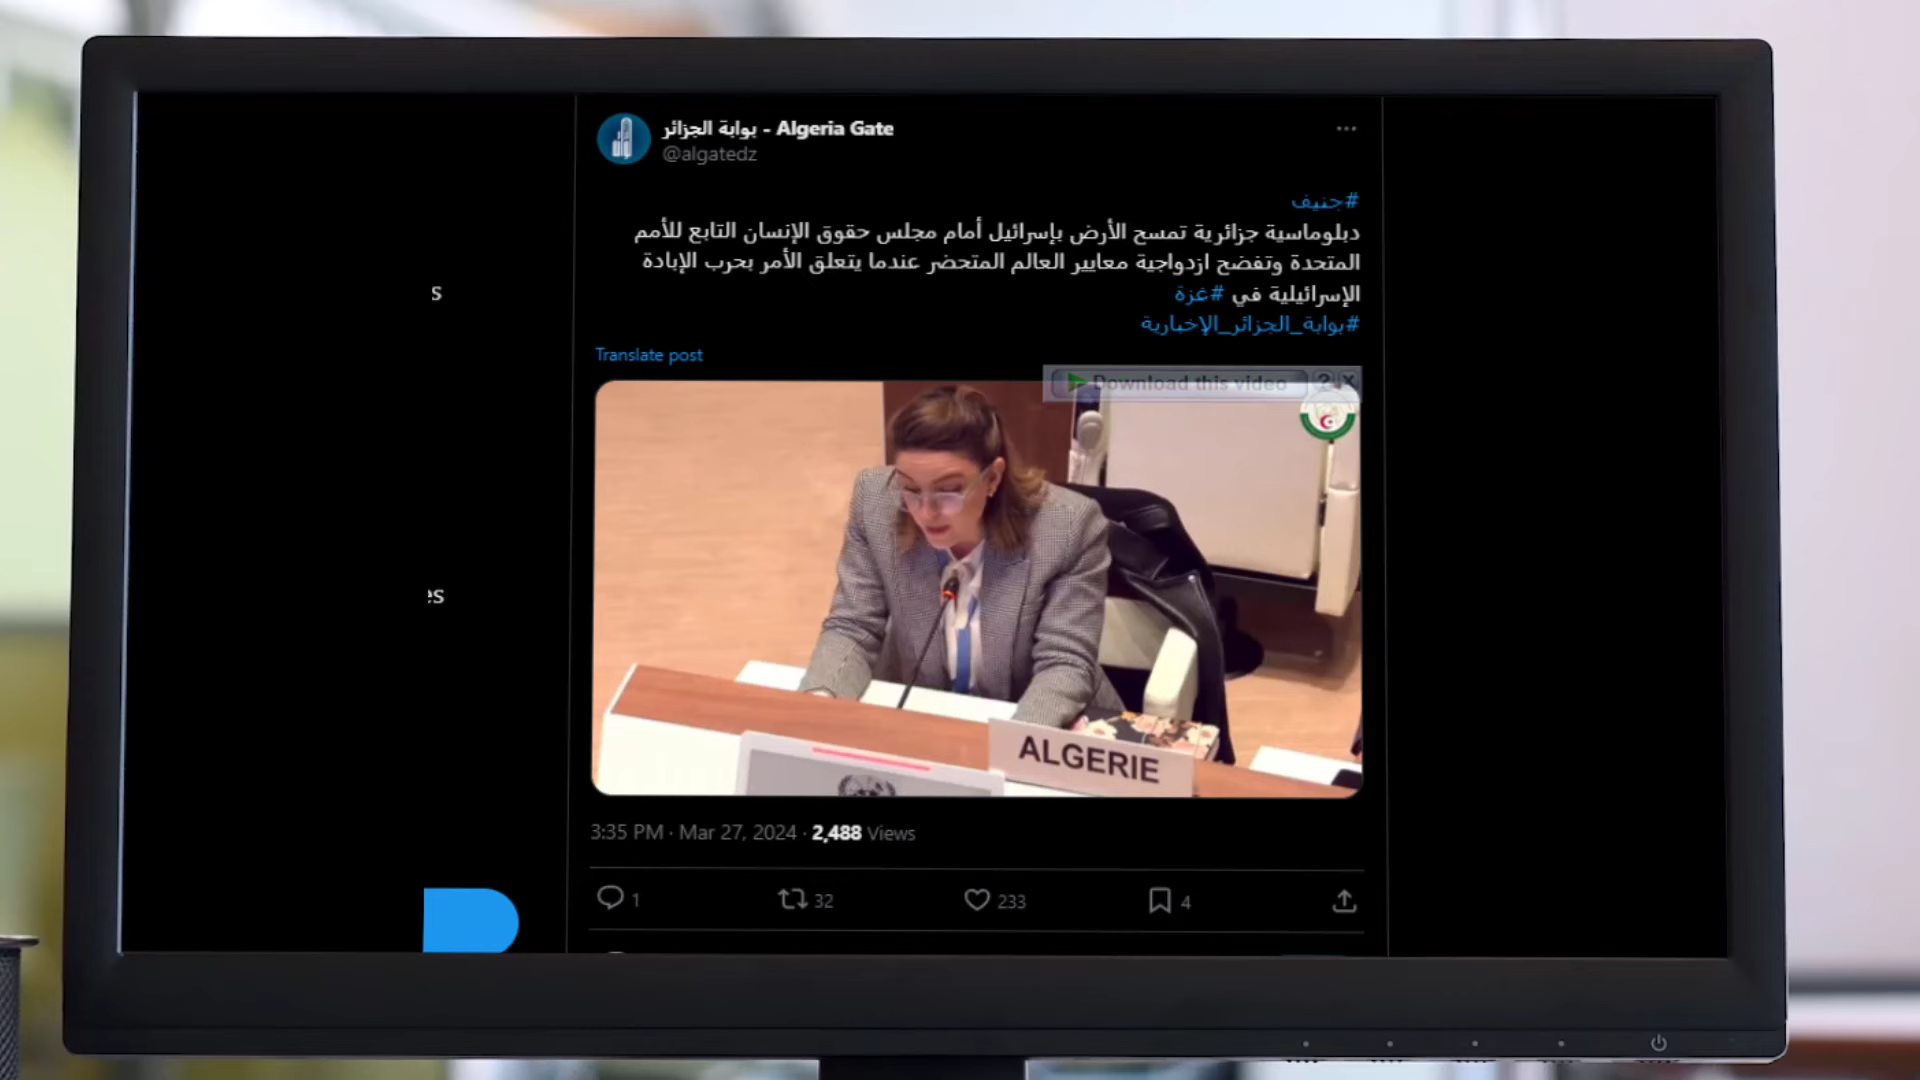 بوابة الجزائر - Algeria Gate
@algatedz
#جنيف
دبلوماسية جزائرية تمسح الأرض بإسرائيل أمام مجلس حقوق الإنسان التابع للأمم
المتحدة وتفضح ازدواجية معايير العالم المتحضر عندما يتعلق الأمر بحرب الإبادة
الإسرائيلية في #غزة
#بوابة_الجزائر_الإخبارية
Translate post
Download this video
ALGERIE
3:35 PM · Mar 27, 2024 · 2,488 Views
1 32 233 4
s
es